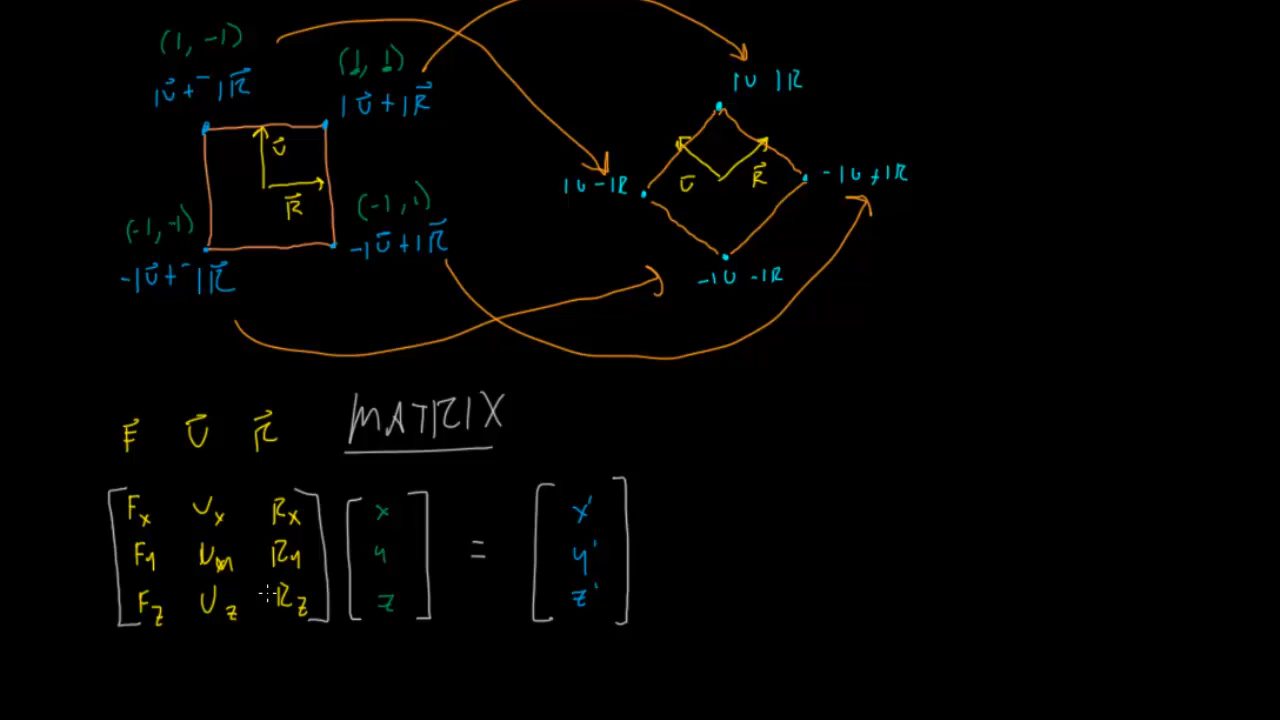 (1, -1)
1U⃗ + ⁻1R⃗
(1, 1)
1U⃗ + 1R⃗
U⃗
R⃗
(-1, -1)
-1U⃗ + ⁻1R⃗
(-1, 1)
-1U⃗ + 1R⃗
1U 1R
1U -1R
U⃗
R⃗
-1U + 1R
-1U -1R
F⃗ U⃗ R⃗ MATRIX
[Fx Ux Rx] [x] [x']
[Fy Uy Ry] [y] = [y']
[Fz Uz Rz] [z] [z']